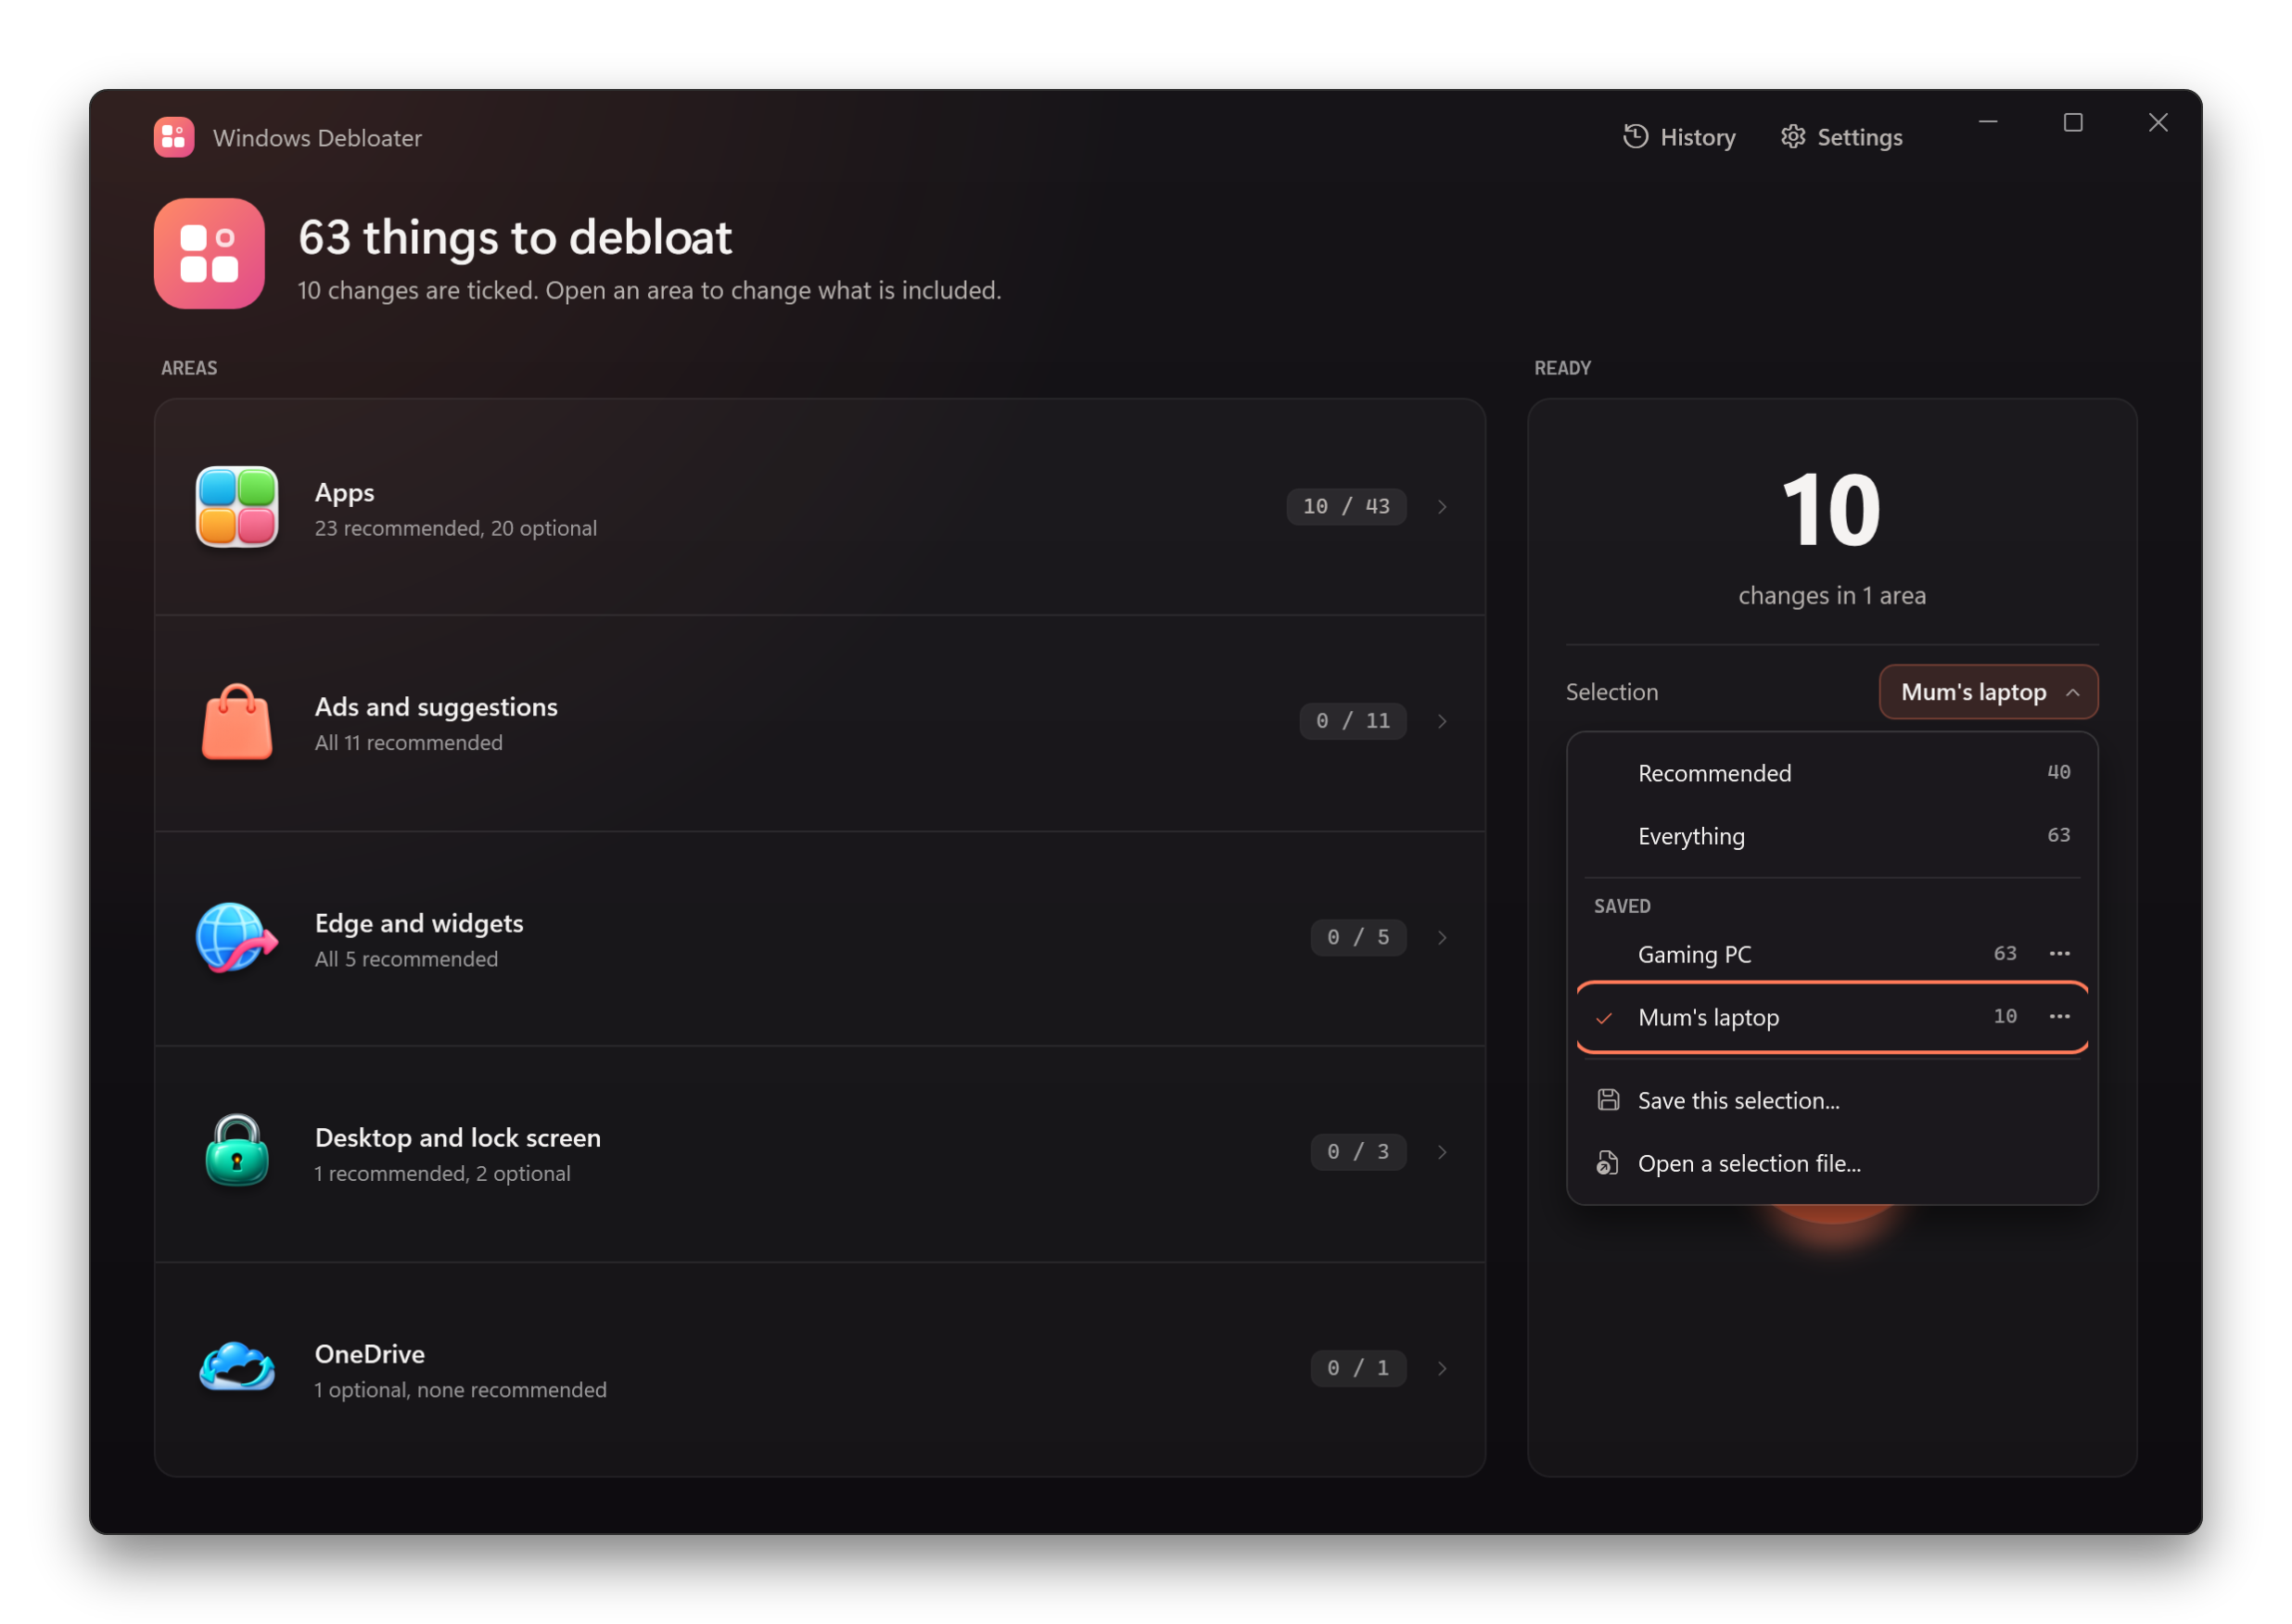 Windows Debloater
History
Settings
63 things to debloat
10 changes are ticked. Open an area to change what is included.
AREAS
Apps
23 recommended, 20 optional
10 / 43
Ads and suggestions
All 11 recommended
0 / 11
Edge and widgets
All 5 recommended
0 / 5
Desktop and lock screen
1 recommended, 2 optional
0 / 3
OneDrive
1 optional, none recommended
0 / 1
READY
10
changes in 1 area
Selection
Mum's laptop
Recommended 40
Everything 63
SAVED
Gaming PC 63
Mum's laptop 10
Save this selection...
Open a selection file...